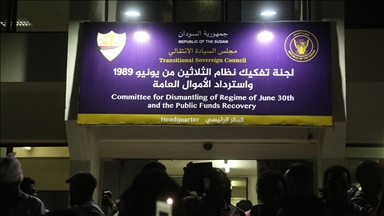 جمهورية السودان
REPUBLIC OF THE SUDAN
مجلس السيادة الانتقالي
Transitional Sovereign Council
لجنة تفكيك نظام الثلاثين من يونيو 1989
واسترداد الأموال العامة
Committee for Dismantling of Regime of June 30th
and the Public Funds Recovery
Headquarter المقر الرئيسي